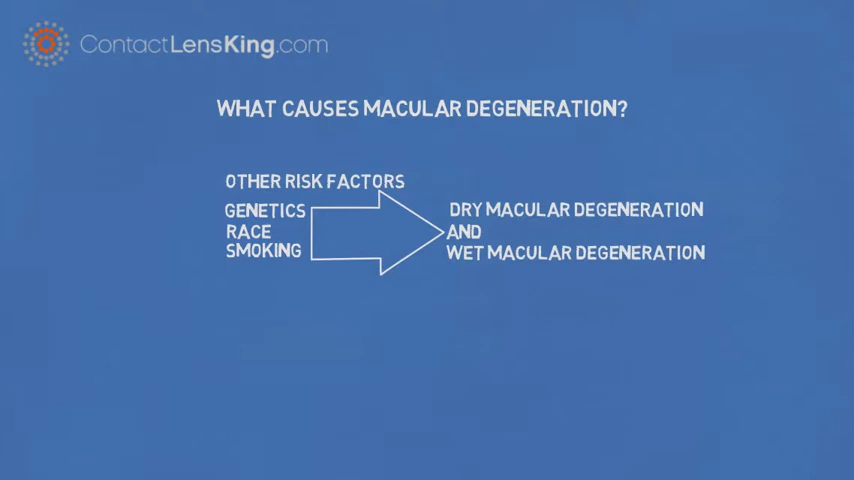 ContactLensKing.com
WHAT CAUSES MACULAR DEGENERATION?
OTHER RISK FACTORS
GENETICS
RACE
SMOKING
DRY MACULAR DEGENERATION
AND
WET MACULAR DEGENERATION